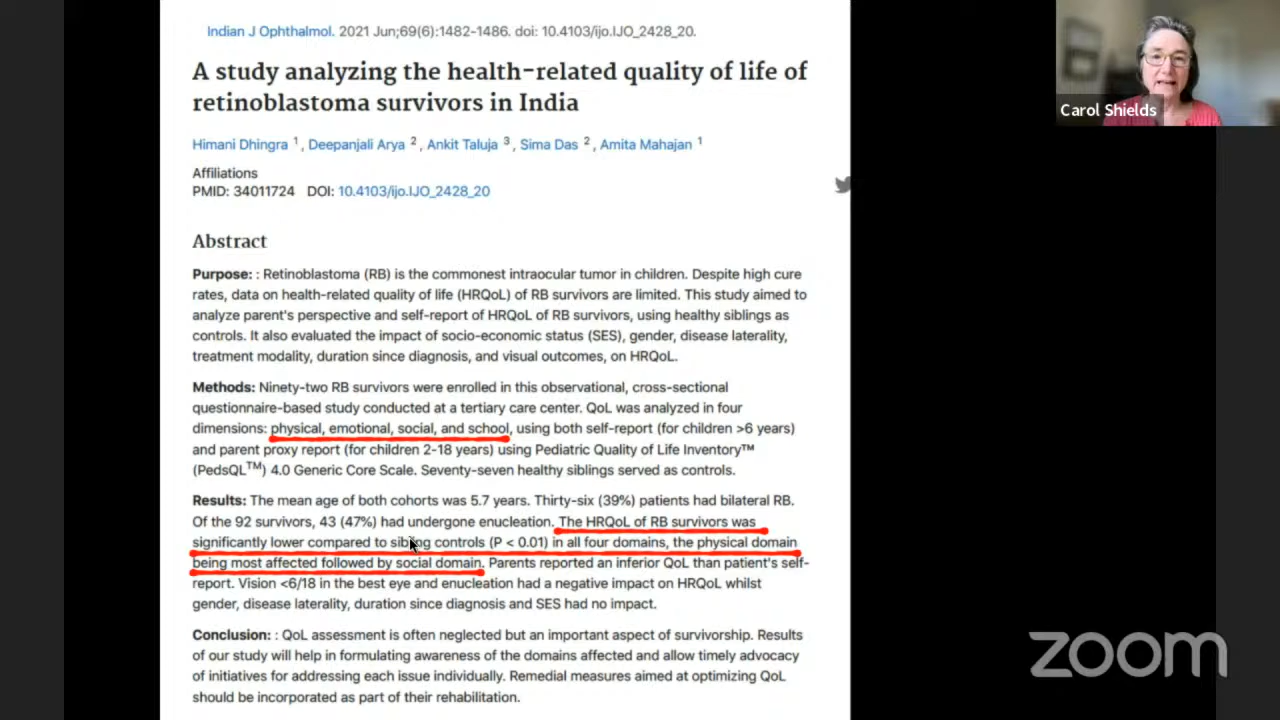 Indian J Ophthalmol. 2021 Jun;69(6):1482-1486. doi: 10.4103/ijo.IJO_2428_20.
A study analyzing the health-related quality of life of
retinoblastoma survivors in India
Himani Dhingra 1 , Deepanjali Arya 2 , Ankit Taluja 3 , Sima Das 2 , Amita Mahajan 1
Affiliations
PMID: 34011724 DOI: 10.4103/ijo.IJO_2428_20
Abstract
Purpose: : Retinoblastoma (RB) is the commonest intraocular tumor in children. Despite high cure
rates, data on health-related quality of life (HRQoL) of RB survivors are limited. This study aimed to
analyze parent's perspective and self-report of HRQoL of RB survivors, using healthy siblings as
controls. It also evaluated the impact of socio-economic status (SES), gender, disease laterality,
treatment modality, duration since diagnosis, and visual outcomes, on HRQoL.
Methods: Ninety-two RB survivors were enrolled in this observational, cross-sectional
questionnaire-based study conducted at a tertiary care center. QoL was analyzed in four
dimensions: physical, emotional, social, and school, using both self-report (for children >6 years)
and parent proxy report (for children 2-18 years) using Pediatric Quality of Life Inventory™
(PedsQL™) 4.0 Generic Core Scale. Seventy-seven healthy siblings served as controls.
Results: The mean age of both cohorts was 5.7 years. Thirty-six (39%) patients had bilateral RB.
Of the 92 survivors, 43 (47%) had undergone enucleation. The HRQoL of RB survivors was
significantly lower compared to sibling controls (P < 0.01) in all four domains, the physical domain
being most affected followed by social domain. Parents reported an inferior QoL than patient's self-
report. Vision <6/18 in the best eye and enucleation had a negative impact on HRQoL whilst
gender, disease laterality, duration since diagnosis and SES had no impact.
Conclusion: : QoL assessment is often neglected but an important aspect of survivorship. Results
of our study will help in formulating awareness of the domains affected and allow timely advocacy
of initiatives for addressing each issue individually. Remedial measures aimed at optimizing QoL
should be incorporated as part of their rehabilitation.
Carol Shields
zoom